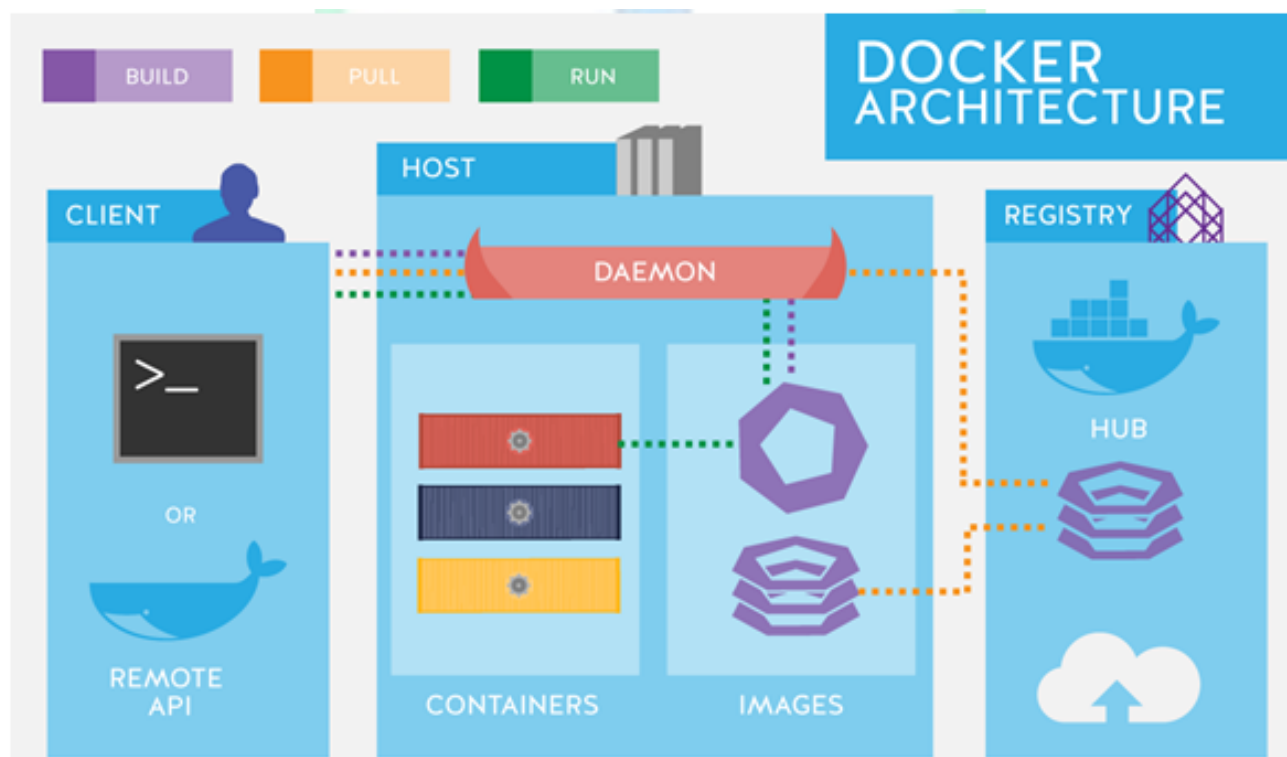 BUILD
PULL
RUN
DOCKER
ARCHITECTURE
CLIENT
HOST
REGISTRY
DAEMON
>_
OR
REMOTE
API
CONTAINERS
IMAGES
HUB